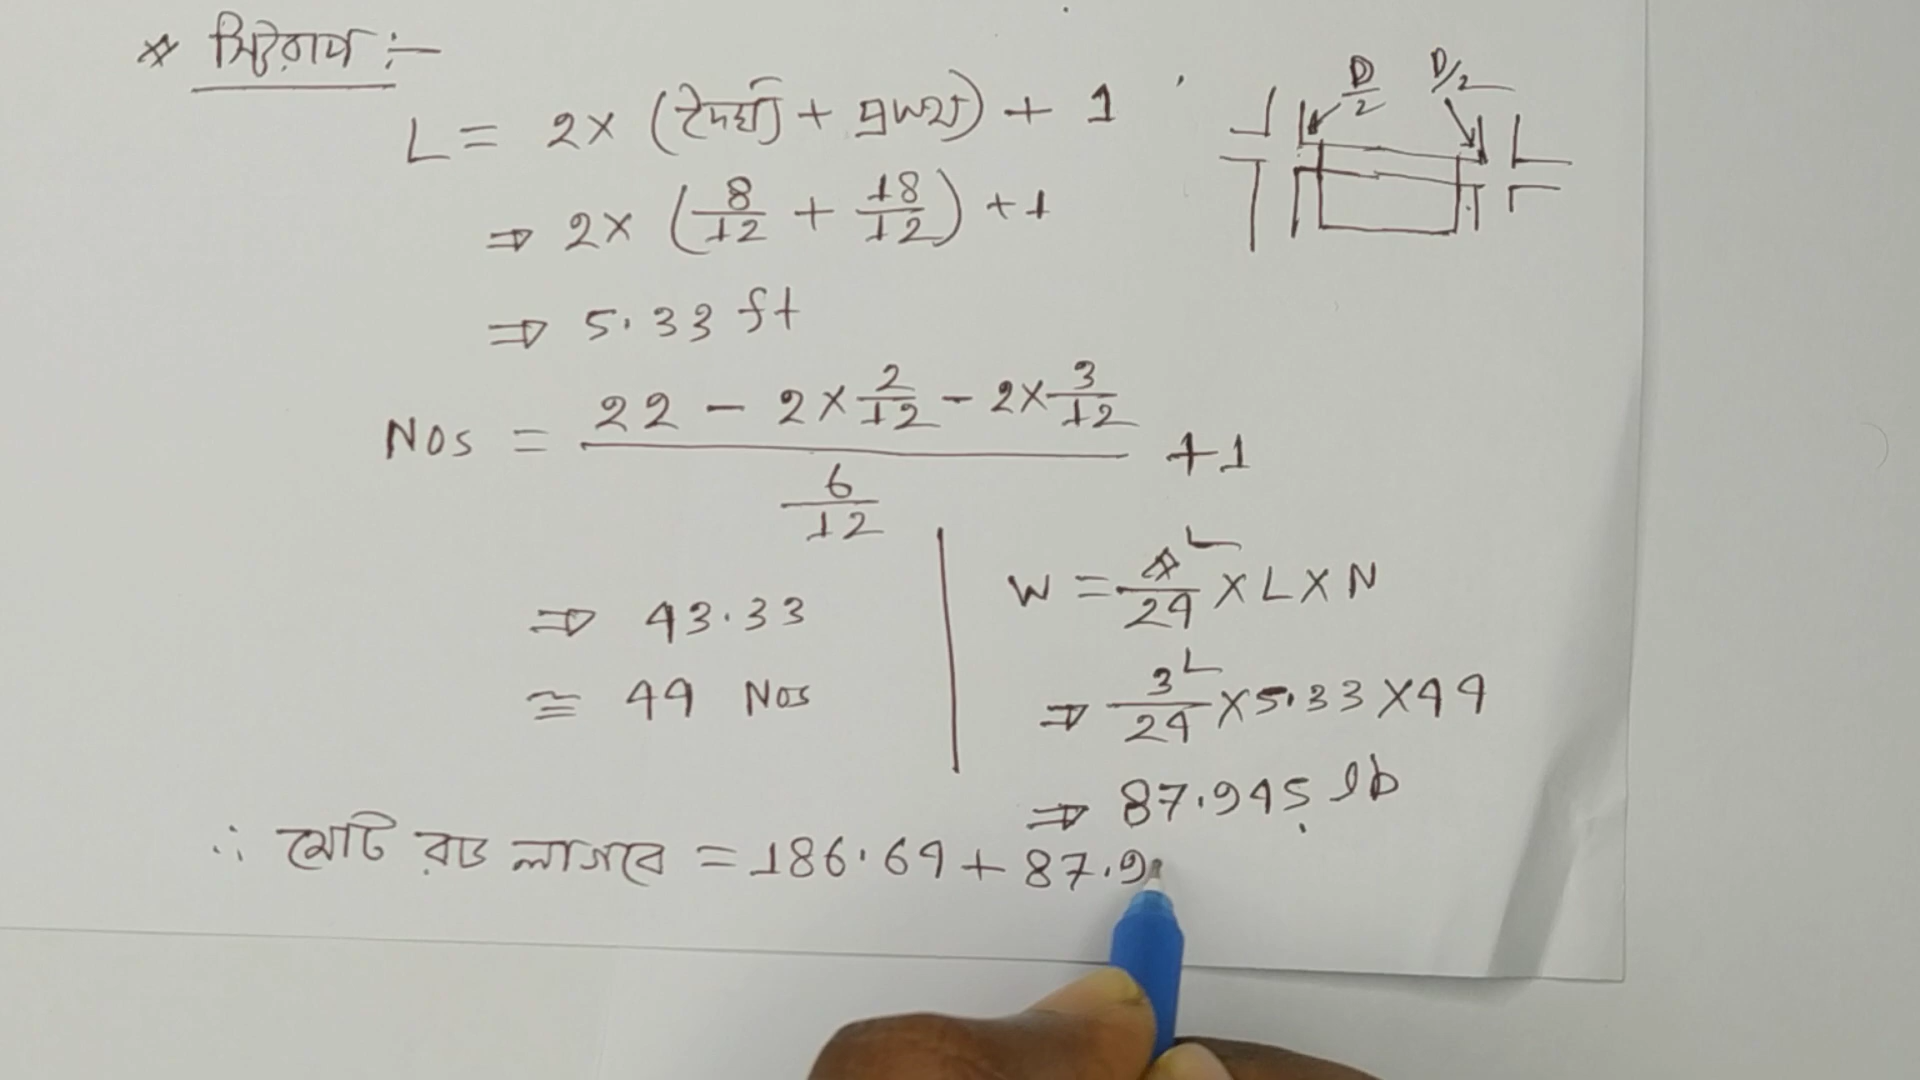 * স্টিরাপ :-
D/2 D/2
L = 2 × (দৈর্ঘ্য + প্রস্থ) + 1
⇒ 2 × (8/12 + 18/12) + 1
⇒ 5.33 ft
Nos = (22 - 2 × 2/12 - 2 × 3/12) / (6/12) + 1
⇒ 43.33
≅ 44 Nos
W = /24 × L × N
⇒ 3²/24 × 5.33 × 44
⇒ 87.945 lb
∴ মোট রড লাগবে = 186.64 + 87.9